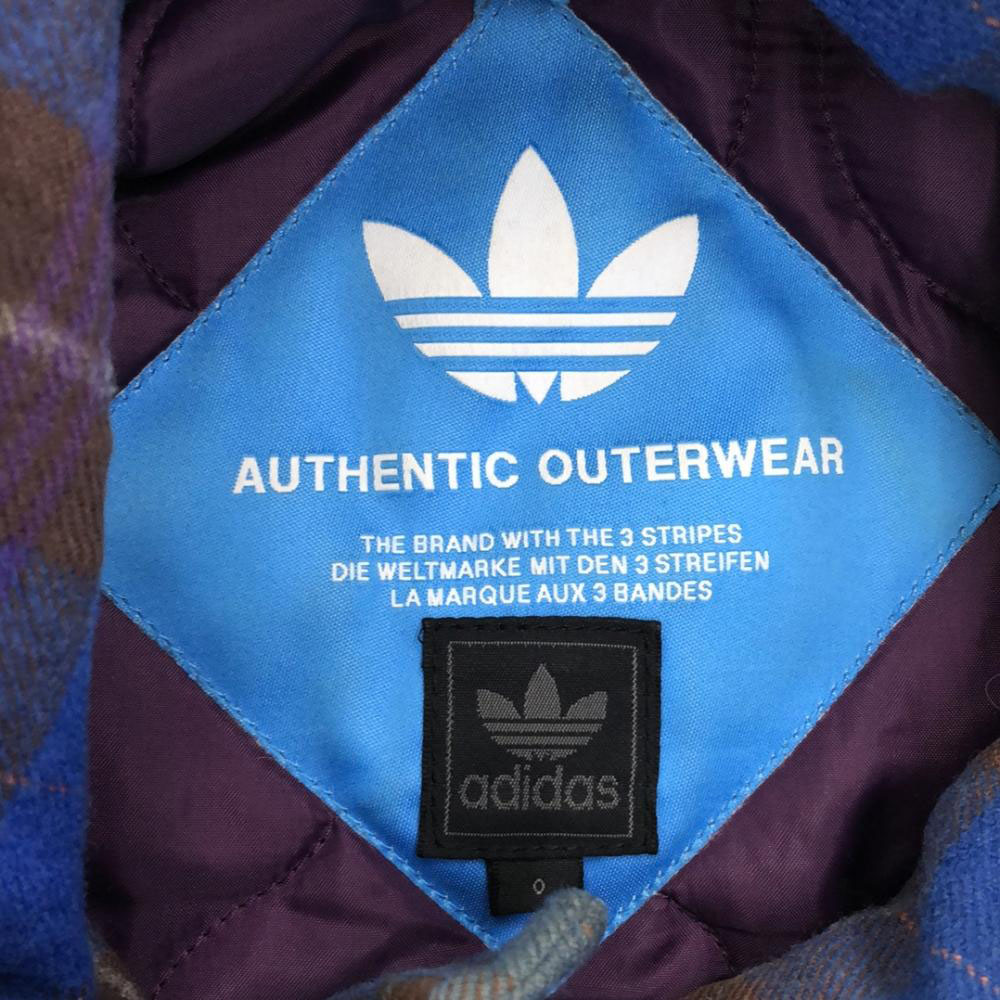 AUTHENTIC OUTERWEAR
THE BRAND WITH THE 3 STRIPES
DIE WELTMARKE MIT DEN 3 STREIFEN
LA MARQUE AUX 3 BANDES
adidas
0